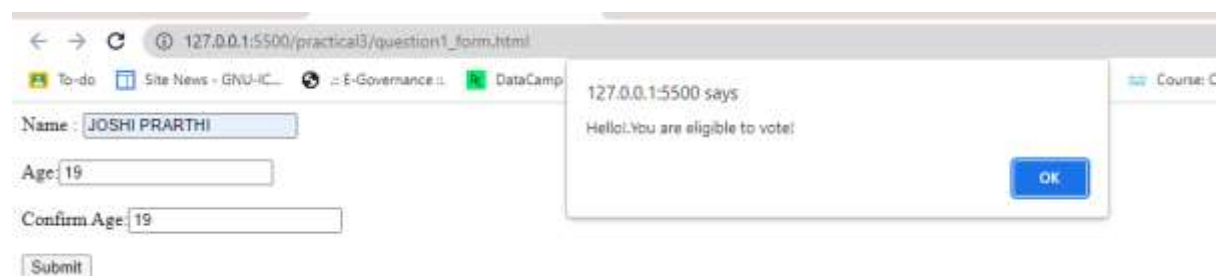 127.0.0.1:5500/practical3/question1_form.html
To-do Site News - GNU-IC... .:: E-Governance ::. DataCamp Course: C
127.0.0.1:5500 says
Hello!.You are eligible to vote!
OK
Name : JOSHI PRARTHI
Age: 19
Confirm Age: 19
Submit